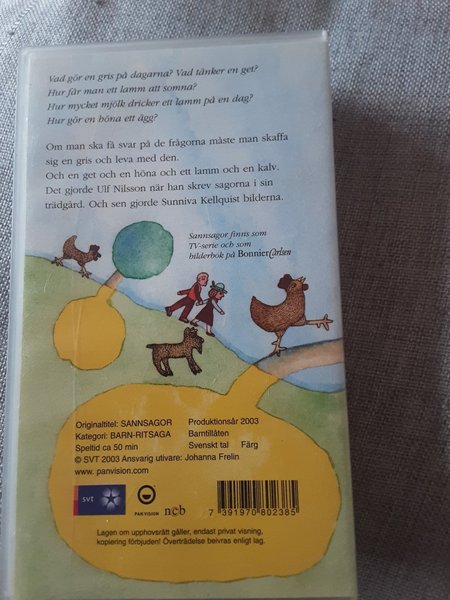 Vad gör en gris på dagarna? Vad tänker en get?
Hur får man ett lamm att somna?
Hur mycket mjölk dricker ett lamm på en dag?
Hur gör en höna ett ägg?
Om man ska få svar på de frågorna måste man skaffa
sig en gris och leva med den.
Och en get och en höna och ett lamm och en kalv.
Det gjorde Ulf Nilsson när han skrev sagorna i sin
trädgård. Och sen gjorde Sunniva Kellquist bilderna.
Sannsagor finns som
TV-serie och som
bilderbok på BonnierCarlsen
Originaltitel: SANNSAGOR Produktionsår 2003
Kategori: BARN-RITSAGA Barntillåten
Speltid ca 50 min Svenskt tal Färg
© SVT 2003 Ansvarig utivare: Johanna Frelin
www.panvision.com
svt PAN VISION ncb
7 391970 802385
Lagen om upphovsrätt gäller, endast privat visning,
kopiering förbjuden! Överträdelse beivras enligt lag.